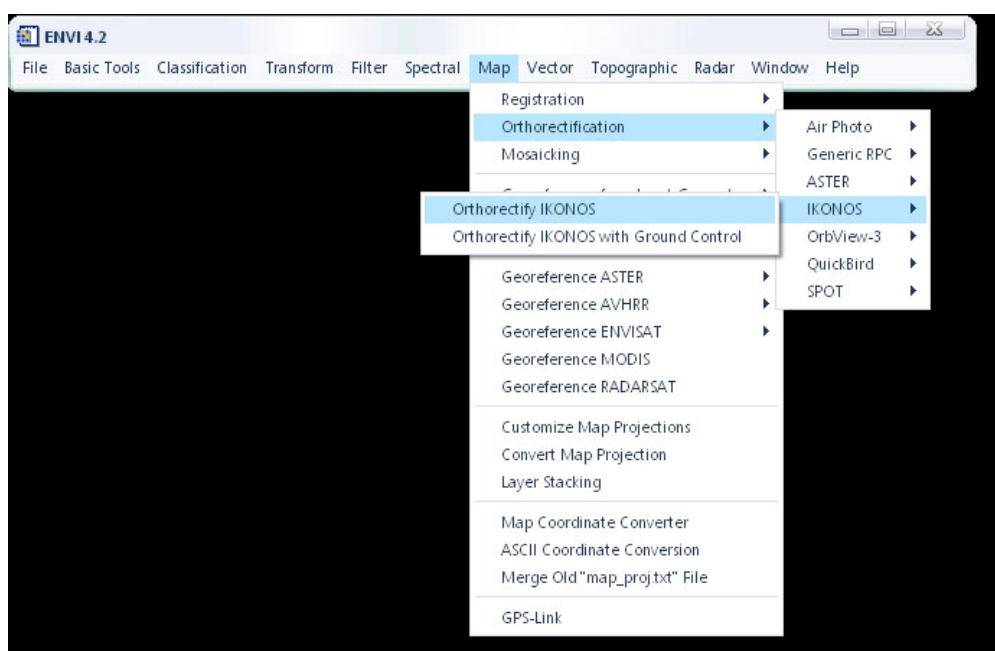 ENVI 4.2
File Basic Tools Classification Transform Filter Spectral Map Vector Topographic Radar Window Help
Registration
Orthorectification
Mosaicking
Air Photo
Generic RPC
ASTER
IKONOS
OrbView-3
QuickBird
SPOT
Orthorectify IKONOS
Orthorectify IKONOS with Ground Control
Georeference ASTER
Georeference AVHRR
Georeference ENVISAT
Georeference MODIS
Georeference RADARSAT
Customize Map Projections
Convert Map Projection
Layer Stacking
Map Coordinate Converter
ASCII Coordinate Conversion
Merge Old "map_proj.txt" File
GPS-Link